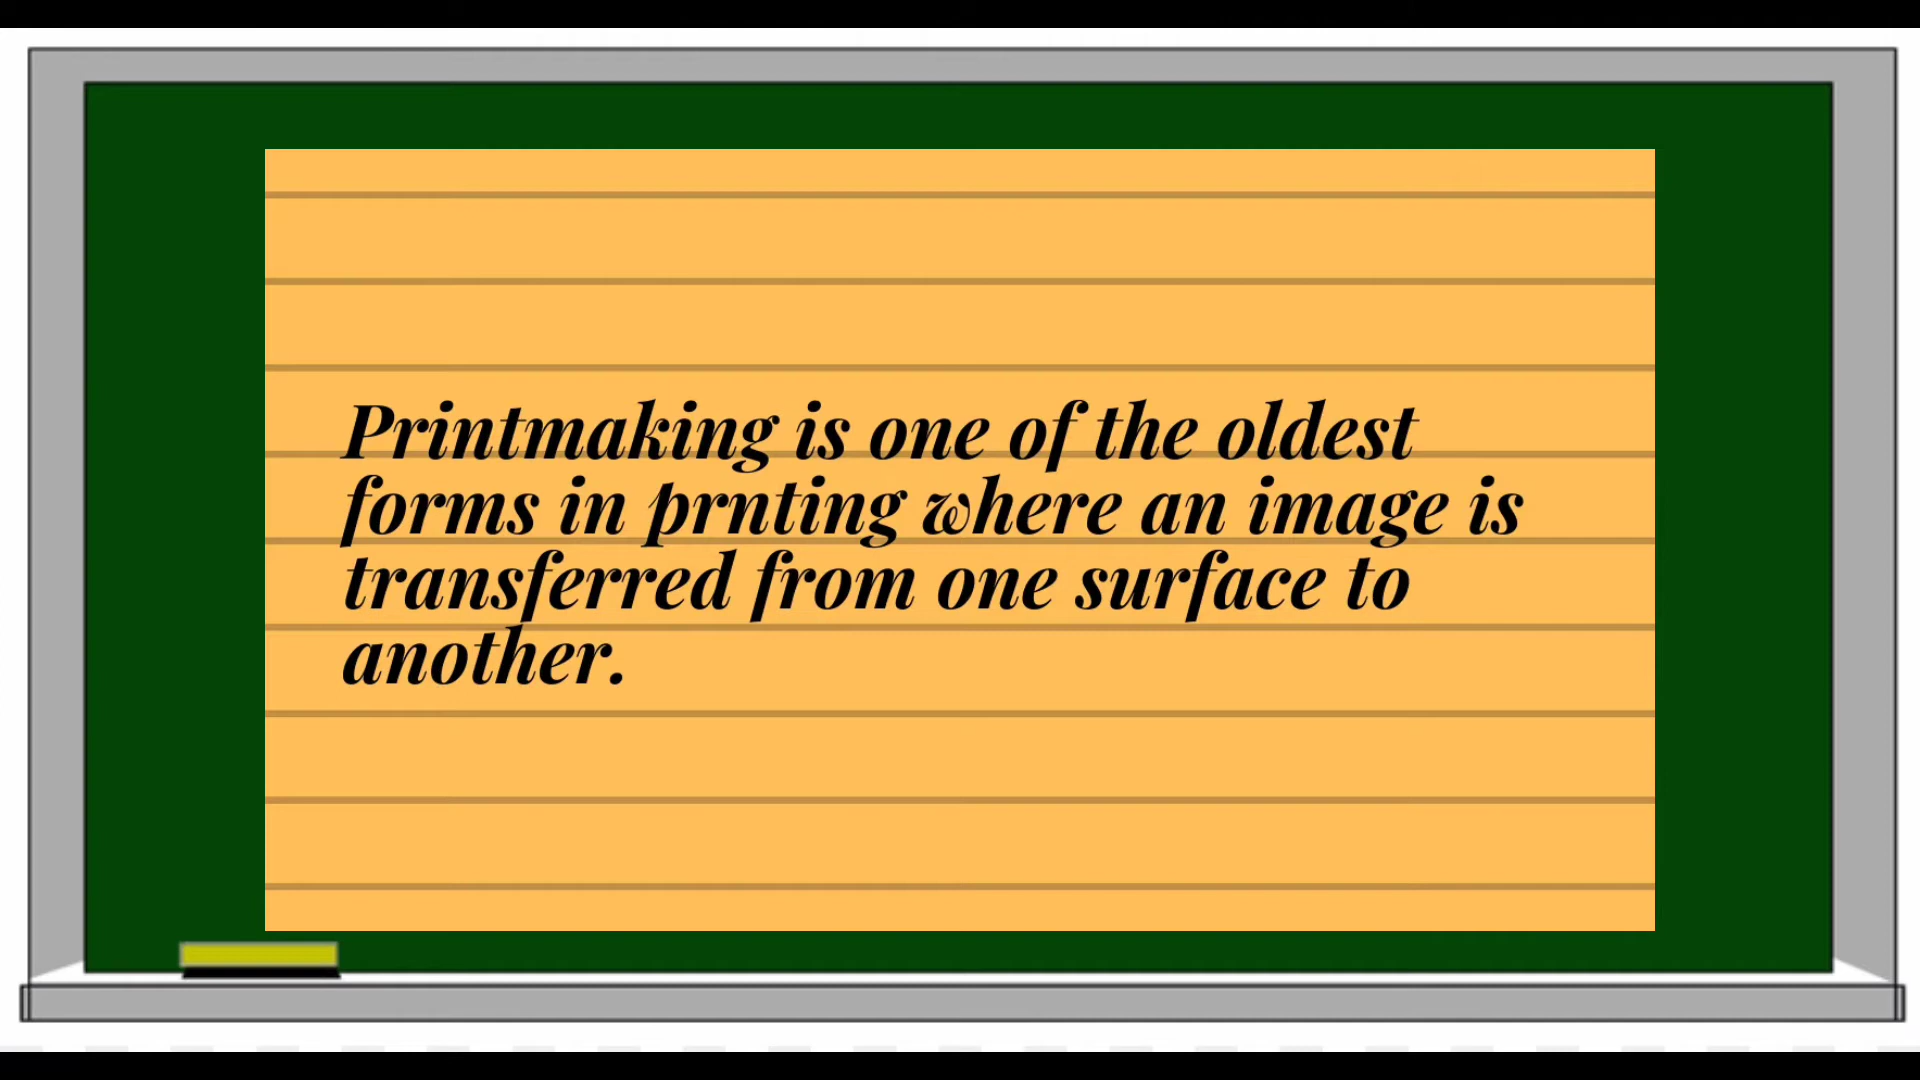 Printmaking is one of the oldest
forms in prnting where an image is
transferred from one surface to
another.